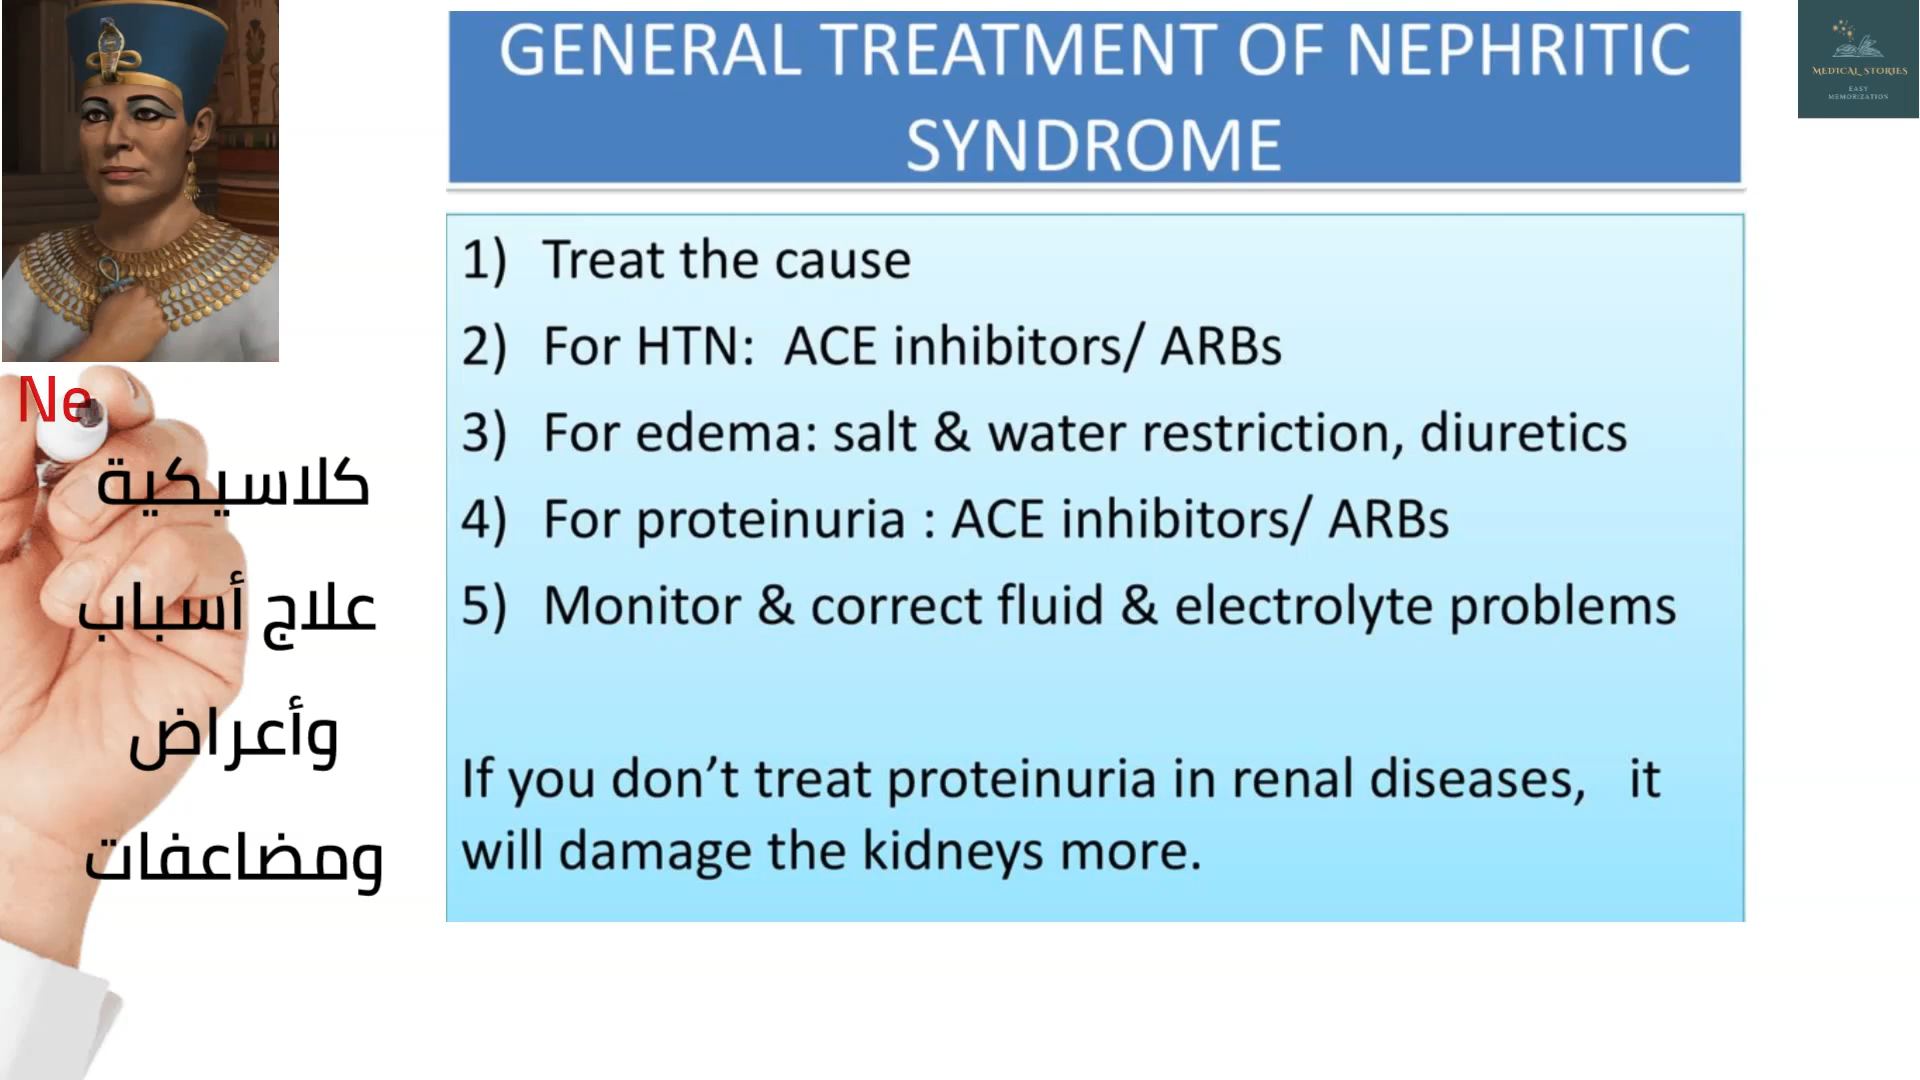 GENERAL TREATMENT OF NEPHRITIC
SYNDROME
MEDICAL STORIES
EASY
MEMORIZATION
1) Treat the cause
2) For HTN: ACE inhibitors/ ARBs
3) For edema: salt & water restriction, diuretics
4) For proteinuria : ACE inhibitors/ ARBs
5) Monitor & correct fluid & electrolyte problems
If you don’t treat proteinuria in renal diseases, it
will damage the kidneys more.
Ne
كلاسيكية
علاج أسباب
وأعراض
ومضاعفات